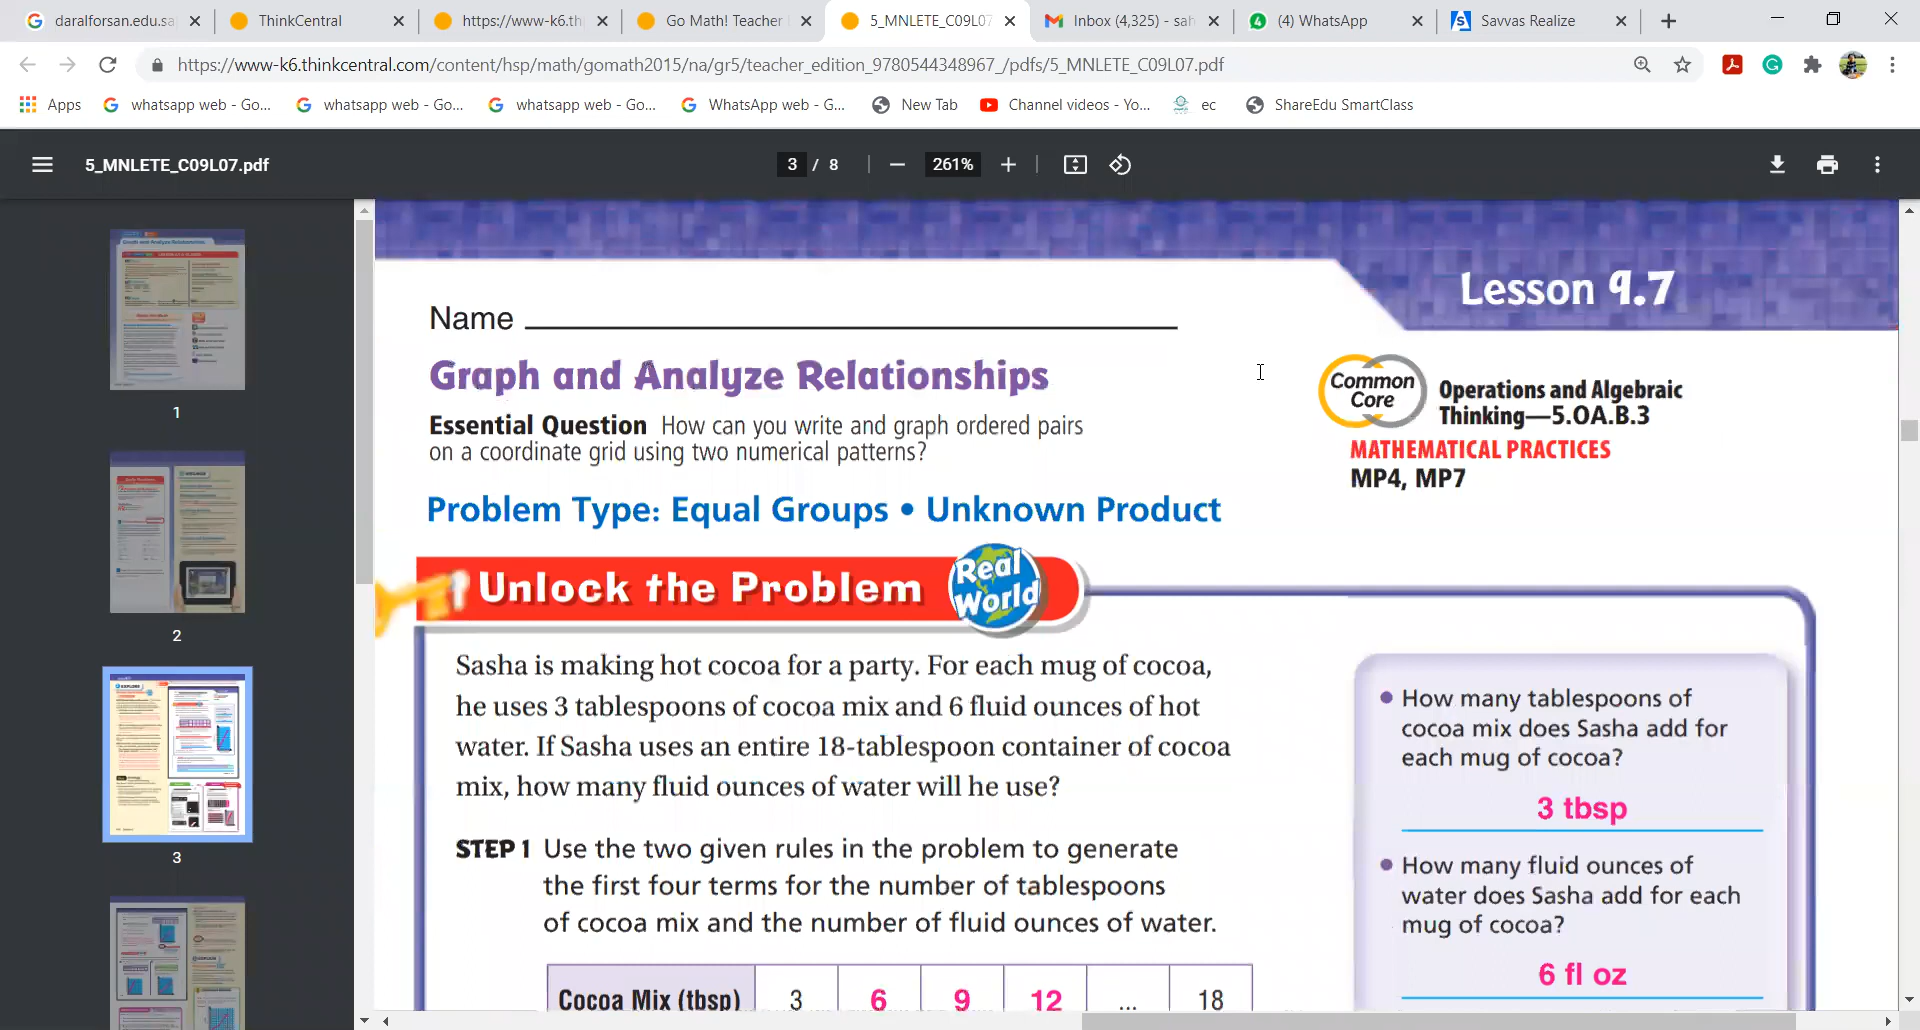 daralforsan.edu.sa
ThinkCentral
https://www-k6.th
Go Math! Teacher
5_MNLETE_C09L07
Inbox (4,325) - sah
(4) WhatsApp
Savvas Realize
https://www-k6.thinkcentral.com/content/hsp/math/gomath2015/na/gr5/teacher_edition_9780544348967_/pdfs/5_MNLETE_C09L07.pdf
Apps
whatsapp web - Go...
whatsapp web - Go...
whatsapp web - Go...
WhatsApp web - G...
New Tab
Channel videos - Yo...
ec
ShareEdu SmartClass
5_MNLETE_C09L07.pdf
3 / 8
261%
1
2
3
Lesson 9.7
Name
Graph and Analyze Relationships
Essential Question How can you write and graph ordered pairs
on a coordinate grid using two numerical patterns?
Common
Core
Operations and Algebraic
Thinking—5.OA.B.3
MATHEMATICAL PRACTICES
MP4, MP7
Problem Type: Equal Groups • Unknown Product
Unlock the Problem
Real
World
Sasha is making hot cocoa for a party. For each mug of cocoa,
he uses 3 tablespoons of cocoa mix and 6 fluid ounces of hot
water. If Sasha uses an entire 18-tablespoon container of cocoa
mix, how many fluid ounces of water will he use?
STEP 1 Use the two given rules in the problem to generate
the first four terms for the number of tablespoons
of cocoa mix and the number of fluid ounces of water.
Cocoa Mix (tbsp) 3 6 9 12 ... 18
• How many tablespoons of
cocoa mix does Sasha add for
each mug of cocoa?
3 tbsp
• How many fluid ounces of
water does Sasha add for each
mug of cocoa?
6 fl oz